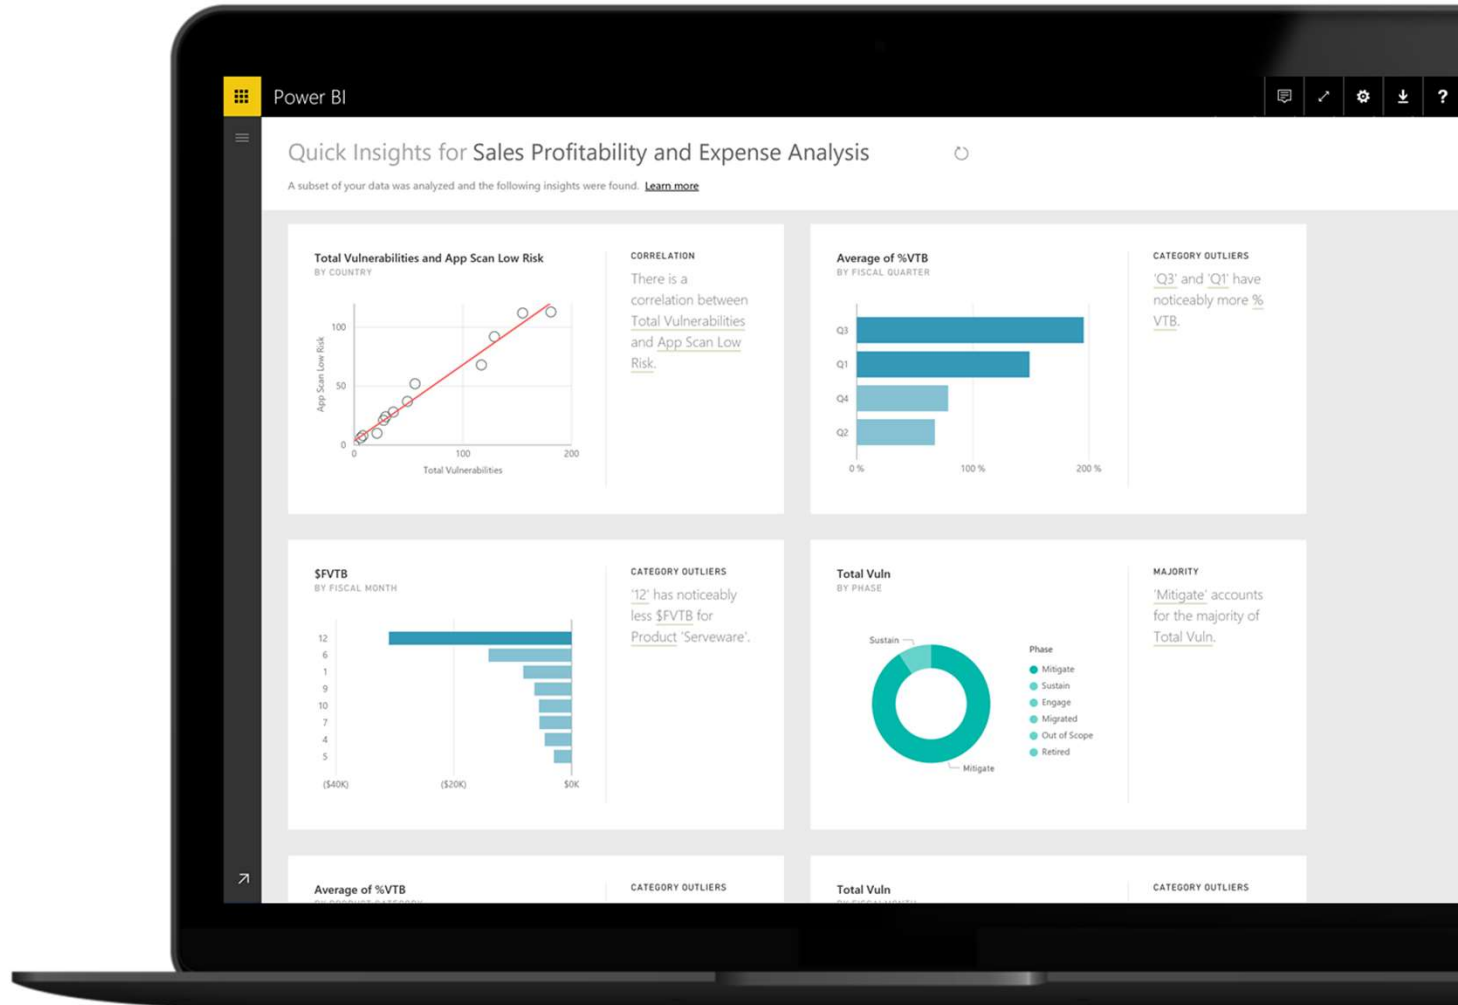 Power BI
?
Quick Insights for Sales Profitability and Expense Analysis
A subset of your data was analyzed and the following insights were found. Learn more
Total Vulnerabilities and App Scan Low Risk
BY COUNTRY
App Scan Low Risk
100
50
0
0
100
200
Total Vulnerabilities
CORRELATION
There is a
correlation between
Total Vulnerabilities
and App Scan Low
Risk.
Average of %VTB
BY FISCAL QUARTER
Q3
Q1
Q4
Q2
0 %
100 %
200 %
CATEGORY OUTLIERS
'Q3' and 'Q1' have
noticeably more %
VTB.
$FVTB
BY FISCAL MONTH
12
6
1
9
10
7
4
5
($40K)
($20K)
$0K
CATEGORY OUTLIERS
'12' has noticeably
less $FVTB for
Product 'Serveware'.
Total Vuln
BY PHASE
Sustain
Mitigate
Phase
Mitigate
Sustain
Engage
Migrated
Out of Scope
Retired
MAJORITY
'Mitigate' accounts
for the majority of
Total Vuln.
Average of %VTB
BY PRODUCT CATEGORY
CATEGORY OUTLIERS
Total Vuln
BY FISCAL MONTH
CATEGORY OUTLIERS